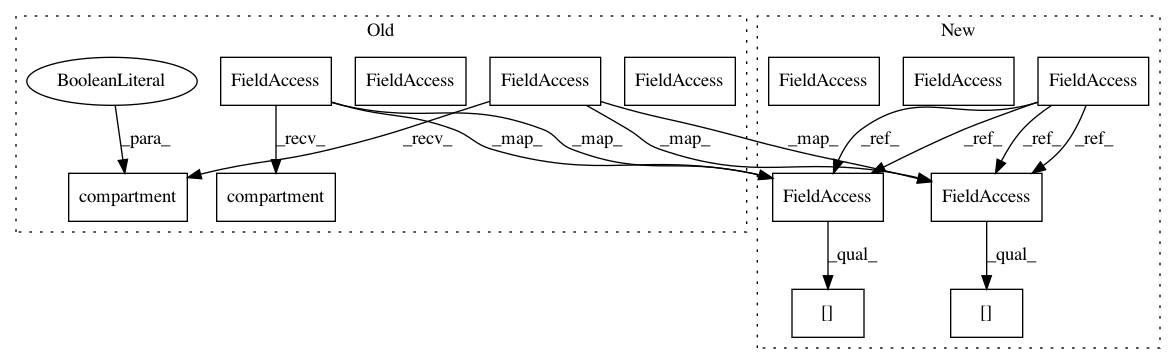 Old
New
BooleanLiteral
FieldAccess
FieldAccess
FieldAccess
FieldAccess
FieldAccess
FieldAccess
FieldAccess
_para_
_recv_
_recv_
_map_
_map_
_map_
_map_
_ref_
_ref_
_ref_
_ref_
compartment
compartment
FieldAccess
FieldAccess
_qual_
_qual_
[]
[]